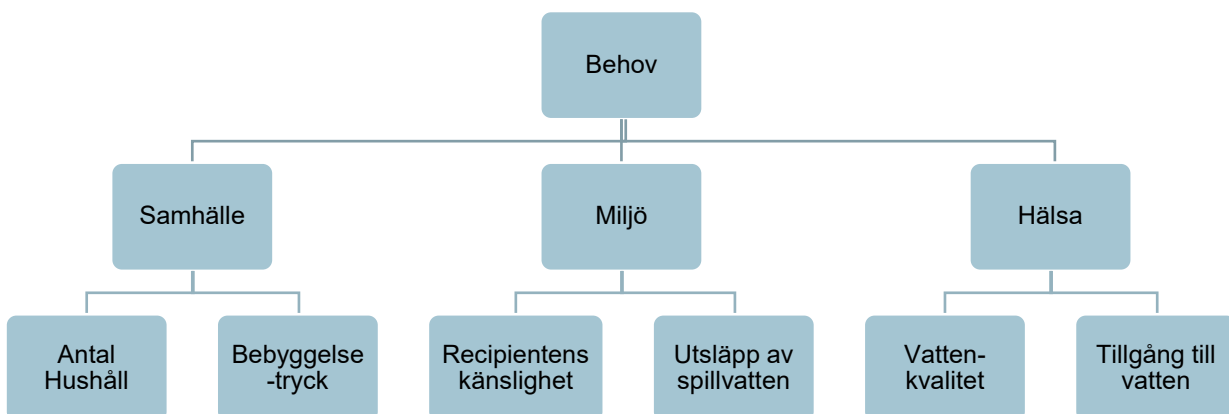 Behov
Samhälle
Miljö
Hälsa
Antal
Hushåll
Bebyggelse
-tryck
Recipientens
känslighet
Utsläpp av
spillvatten
Vatten-
kvalitet
Tillgång till
vatten